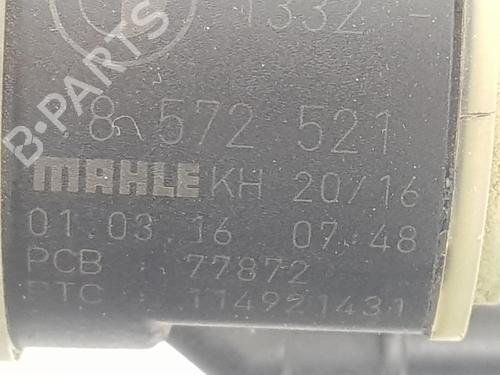 1332 -
8 572 521
MAHLE KH 20/16
01.03.16 07:48
PCB 77872
PTC 114921431
B-PARTS